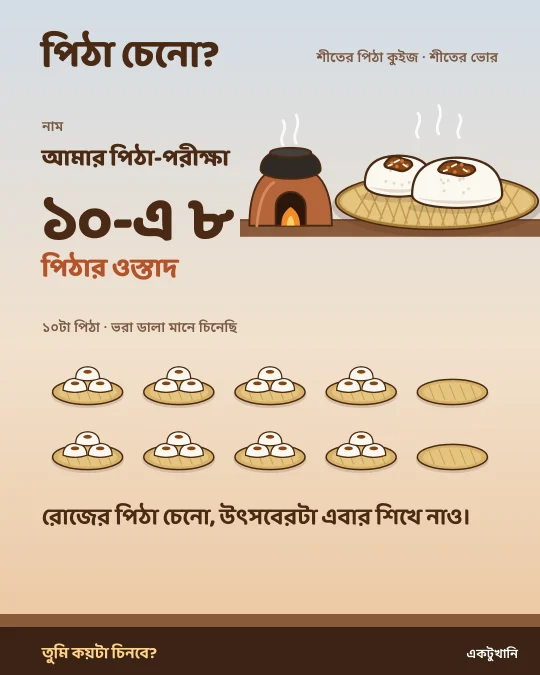 পিঠা চেনো?
শীতের পিঠা কুইজ · শীতের ভোর
নাম
আমার পিঠা-পরীক্ষা
১০-এ ৮
পিঠার ওস্তাদ
১০টা পিঠা · ভরা ডালা মানে চিনেছি
রোজের পিঠা চেনো, উৎসবেরটা এবার শিখে নাও।
তুমি কয়টা চিনবে?
একটুখানি